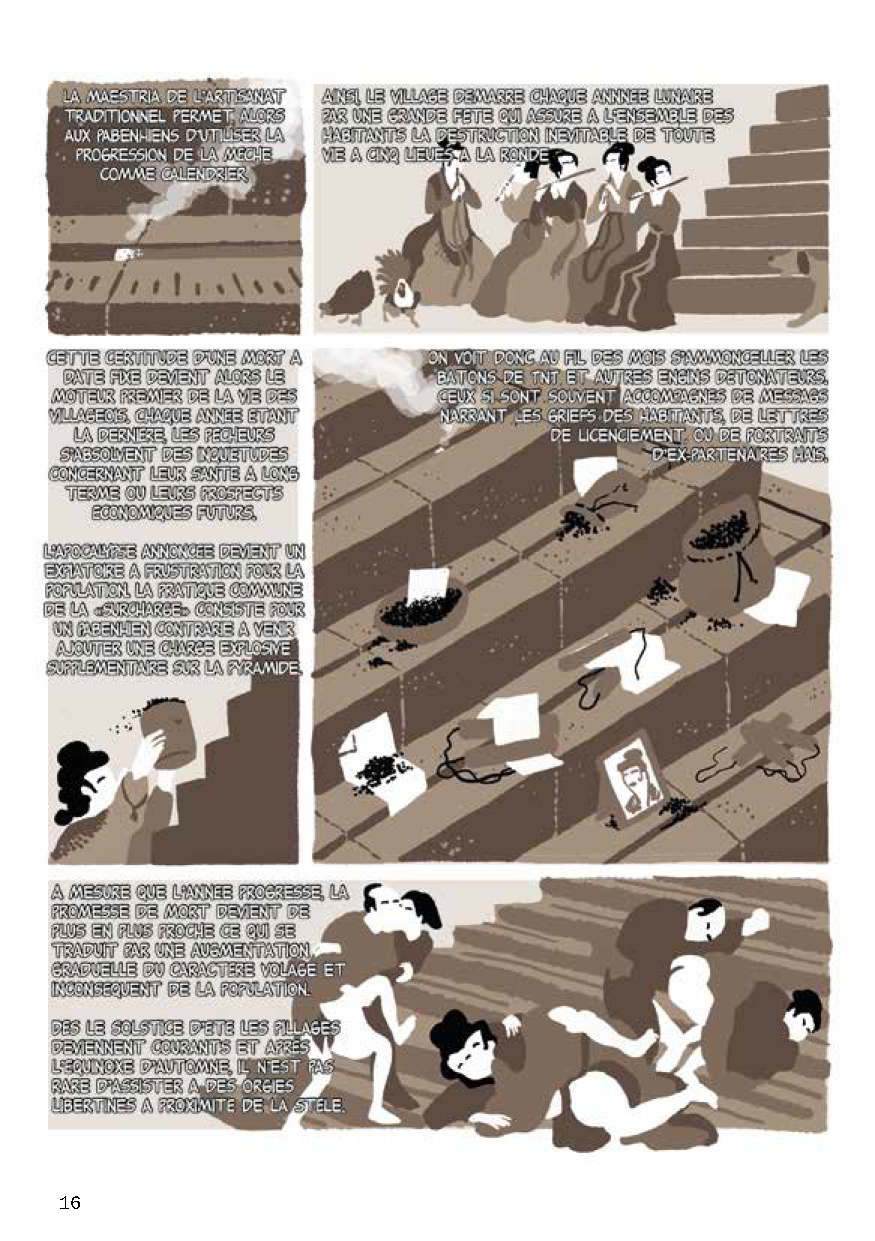 LA MAESTRIA DE L'ARTISANAT
TRADITIONNEL PERMET, ALORS
AUX PABENHIENS D'UTILISER LA
PROGRESSION DE LA MECHE
COMME CALENDRIER.
AINSI, LE VILLAGE DEMARRE CHAQUE ANNNEE LUNAIRE
PAR UNE GRANDE FETE QUI ASSURE A L'ENSEMBLE DES
HABITANTS LA DESTRUCTION INEVITABLE DE TOUTE
VIE A CINQ LIEUES A LA RONDE
CETTE CERTITUDE D'UNE MORT A
DATE FIXE DEVIENT ALORS LE
MOTEUR PREMIER DE LA VIE DES
VILLAGEOIS, CHAQUE ANNEE ETANT
LA DERNIERE, LES PECHEURS
S'ABSOLVENT DES INQUIETUDES
CONCERNANT LEUR SANTE A LONG
TERME OU LEURS PROSPECTS
ECONOMIQUES FUTURS.
L'APOCALYPSE ANNONCEE DEVIENT UN
EXPIATOIRE A FRUSTRATION POUR LA
POPULATION. LA PRATIQUE COMMUNE
DE LA «SURCHARGE» CONSISTE POUR
UN PABENHIEN CONTRARIE A VENIR
AJOUTER UNE CHARGE EXPLOSIVE
SUPPLEMENTAIRE SUR LA PYRAMIDE.
ON VOIT DONC AU FIL DES MOIS S'AMMONCELLER LES
BATONS DE TNT ET AUTRES ENGINS DETONATEURS.
CEUX SI SONT SOUVENT ACCOMPAGNES DE MESSAGS
NARRANT LES GRIEFS DES HABITANTS, DE LETTRES
DE LICENCIEMENT OU DE PORTRAITS
D'EX-PARTENAIRES HAIS.
A MESURE QUE L'ANNEE PROGRESSE, LA
PROMESSE DE MORT DEVIENT DE
PLUS EN PLUS PROCHE CE QUI SE
TRADUIT PAR UNE AUGMENTATION
GRADUELLE DU CARACTERE VOLAGE ET
INCONSEQUENT DE LA POPULATION.
DES LE SOLSTICE D'ETE LES PILLAGES
DEVIENNENT COURANTS ET APRES
L'EQUINOXE D'AUTOMNE, IL N'EST PAS
RARE D'ASSISTER A DES ORGIES
LIBERTINES A PROXIMITE DE LA STELE.
16